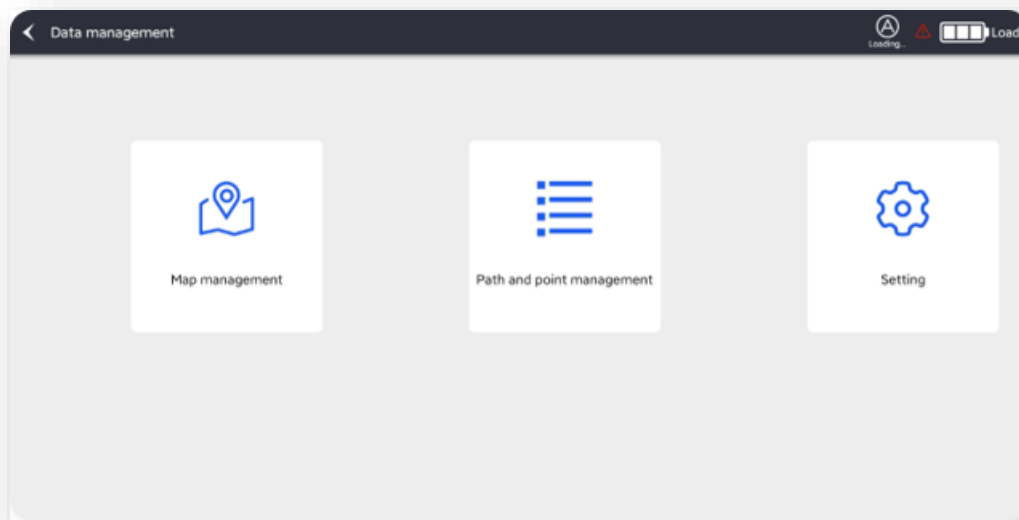 Data management
A
Loading..
Load
Map management
Path and point management
Setting